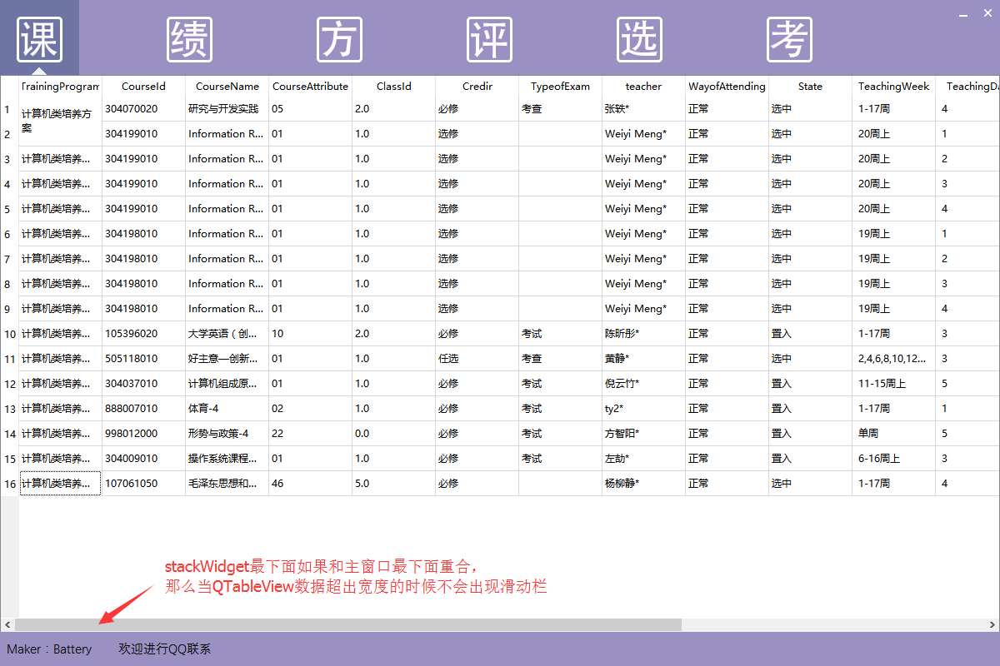 课 绩 方 评 选 考
TrainingProgram CourseId CourseName CourseAttribute ClassId Credir TypeofExam teacher WayofAttending State TeachingWeek TeachingDa
1 计算机类培养方案 304070020 研究与开发实践 05 2.0 必修 考查 张轶* 正常 选中 1-17周 4
2 304199010 Information R... 01 1.0 选修 Weiyi Meng* 正常 选中 20周上 1
3 计算机类培养... 304199010 Information R... 01 1.0 选修 Weiyi Meng* 正常 选中 20周上 2
4 计算机类培养... 304199010 Information R... 01 1.0 选修 Weiyi Meng* 正常 选中 20周上 3
5 计算机类培养... 304199010 Information R... 01 1.0 选修 Weiyi Meng* 正常 选中 20周上 4
6 计算机类培养... 304198010 Information R... 01 1.0 选修 Weiyi Meng* 正常 选中 19周上 1
7 计算机类培养... 304198010 Information R... 01 1.0 选修 Weiyi Meng* 正常 选中 19周上 2
8 计算机类培养... 304198010 Information R... 01 1.0 选修 Weiyi Meng* 正常 选中 19周上 3
9 计算机类培养... 304198010 Information R... 01 1.0 选修 Weiyi Meng* 正常 选中 19周上 4
10 计算机类培养... 105396020 大学英语（创... 10 2.0 必修 考试 陈昕彤* 正常 置入 1-17周 3
11 计算机类培养... 505118010 好主意—创新... 01 1.0 任选 考查 黄静* 正常 选中 2,4,6,8,10,12... 3
12 计算机类培养... 304037010 计算机组成原... 01 1.0 必修 考试 倪云竹* 正常 置入 11-15周上 5
13 计算机类培养... 888007010 体育-4 02 1.0 必修 考试 ty2* 正常 置入 1-17周 1
14 计算机类培养... 998012000 形势与政策-4 22 0.0 必修 考试 方智阳* 正常 置入 单周 5
15 计算机类培养... 304009010 操作系统课程... 01 1.0 必修 考试 左劼* 正常 置入 6-16周上 3
16 计算机类培养... 107061050 毛泽东思想和... 46 5.0 必修 杨柳静* 正常 选中 1-17周 4
stackWidget最下面如果和主窗口最下面重合，
那么当QTableView数据超出宽度的时候不会出现滑动栏
Maker：Battery 欢迎进行QQ联系